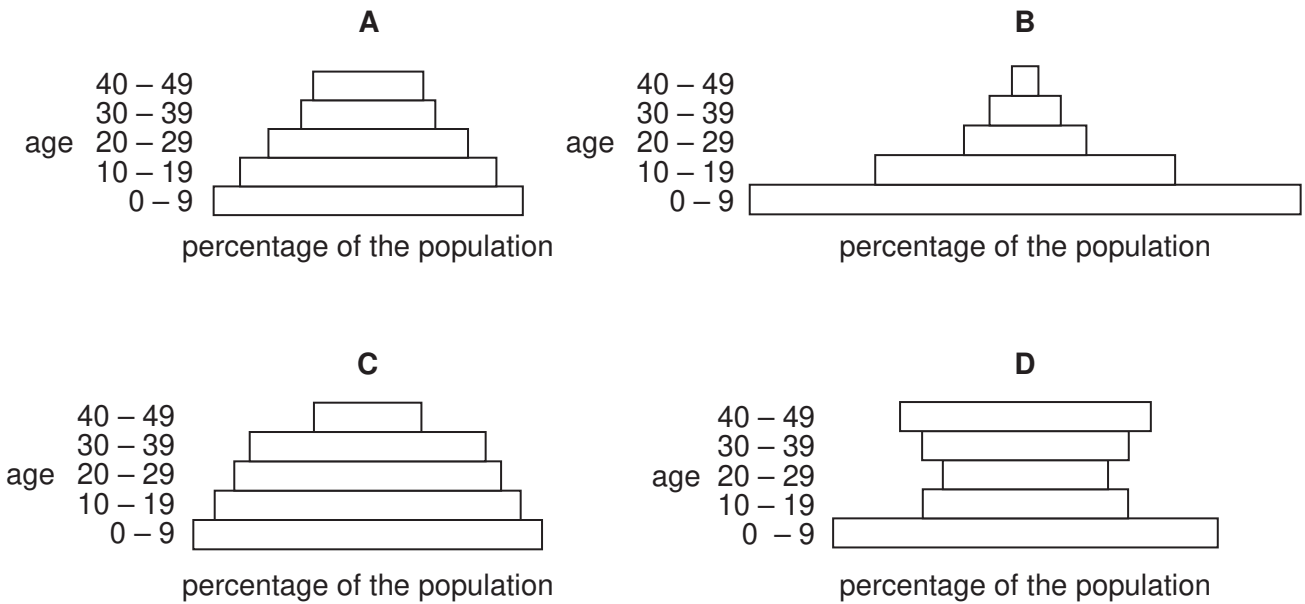 A
40 – 49
30 – 39
age 20 – 29
10 – 19
0 – 9
percentage of the population
B
40 – 49
30 – 39
age 20 – 29
10 – 19
0 – 9
percentage of the population
C
40 – 49
30 – 39
age 20 – 29
10 – 19
0 – 9
percentage of the population
D
40 – 49
30 – 39
age 20 – 29
10 – 19
0 – 9
percentage of the population